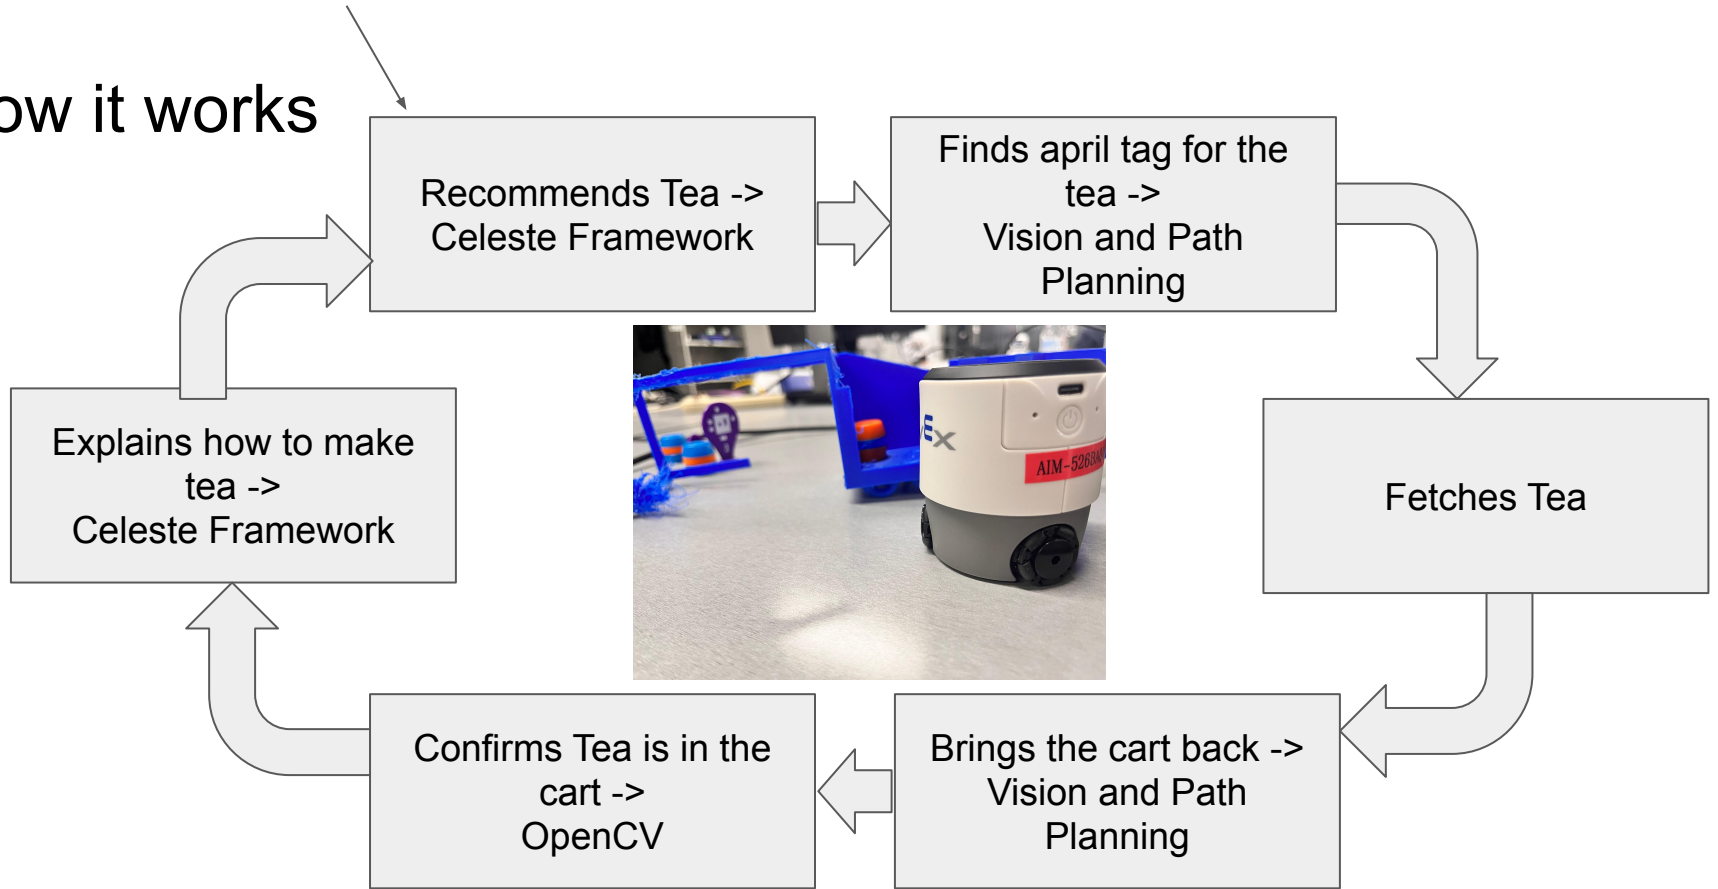 ow it works
Recommends Tea ->
Celeste Framework
Finds april tag for the
tea ->
Vision and Path
Planning
Explains how to make
tea ->
Celeste Framework
Fetches Tea
Confirms Tea is in the
cart ->
OpenCV
Brings the cart back ->
Vision and Path
Planning
EX